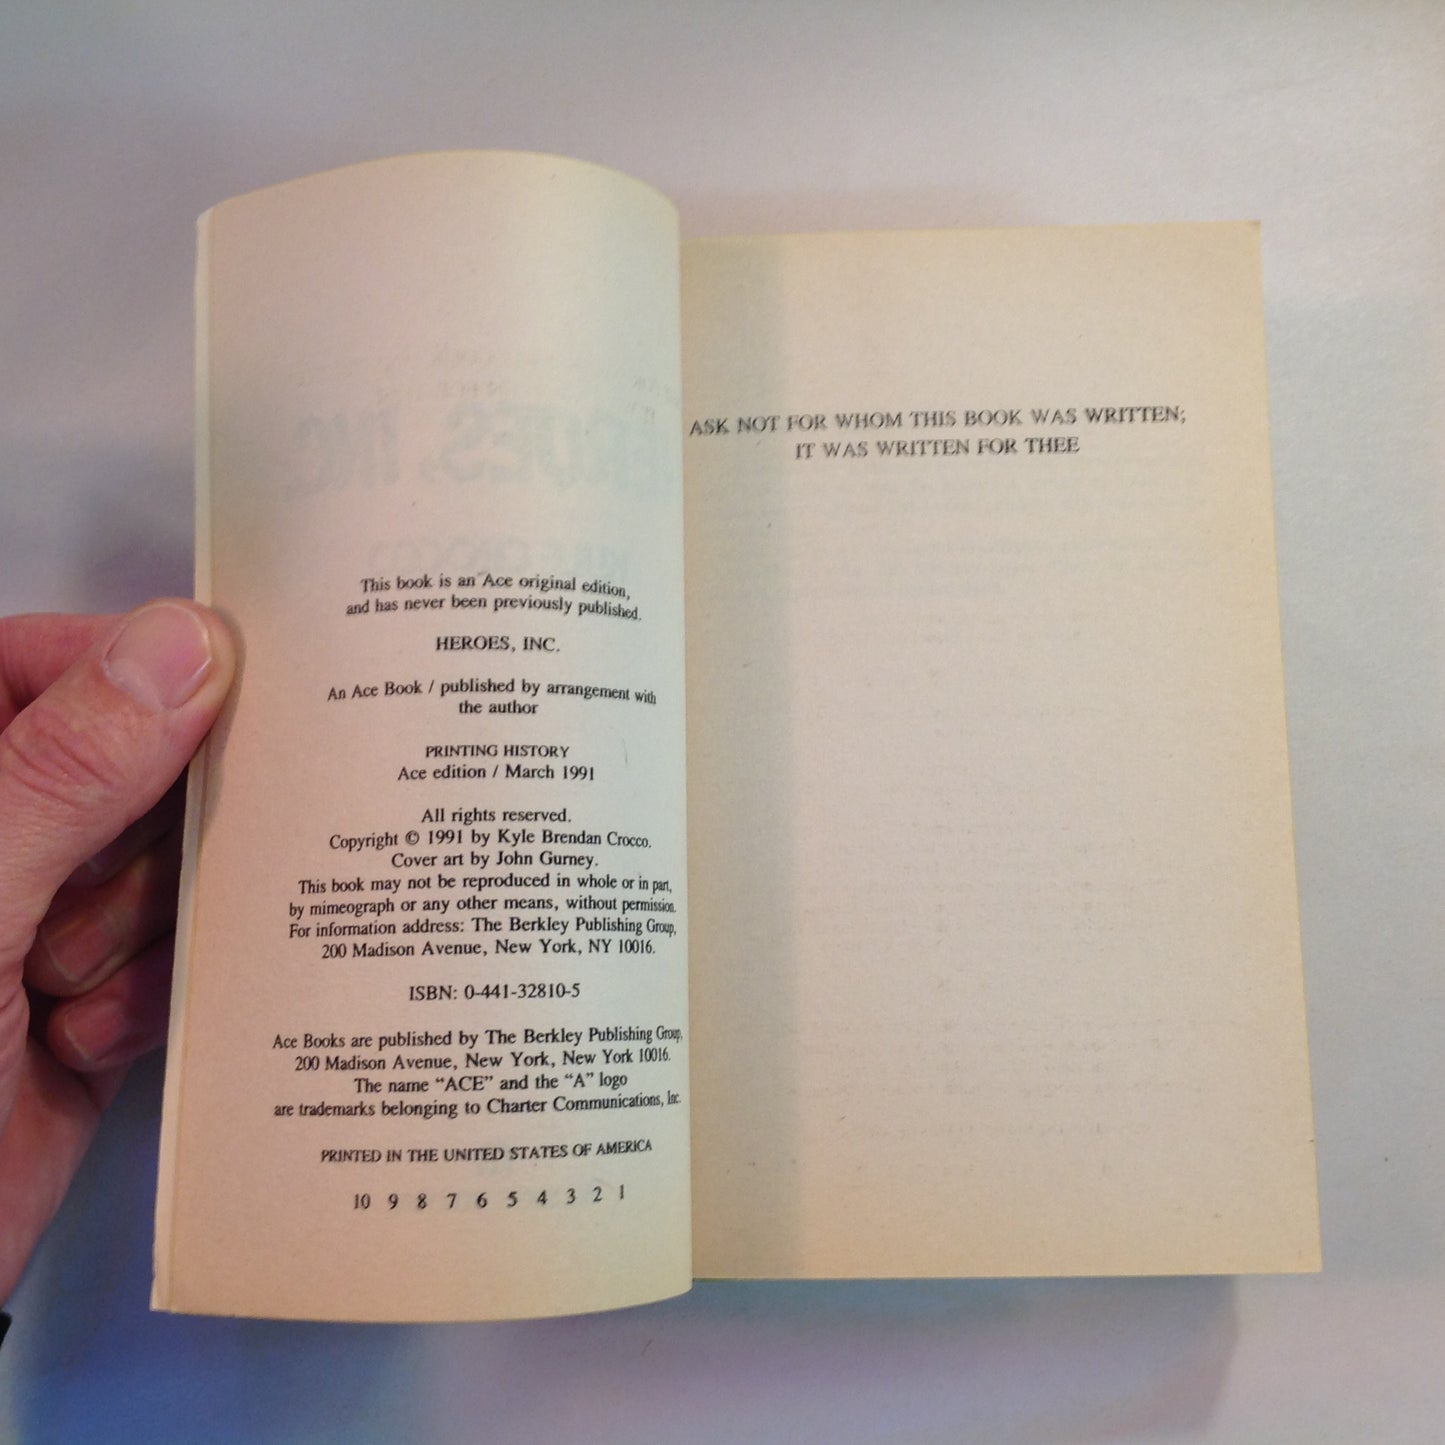 This book is an Ace original edition,
and has never been previously published.
HEROES, INC.
An Ace Book / published by arrangement with
the author
PRINTING HISTORY
Ace edition / March 1991
All rights reserved.
Copyright © 1991 by Kyle Brendan Crocco.
Cover art by John Gurney.
This book may not be reproduced in whole or in part,
by mimeograph or any other means, without permission.
For information address: The Berkley Publishing Group,
200 Madison Avenue, New York, NY 10016.
ISBN: 0-441-32810-5
Ace Books are published by The Berkley Publishing Group,
200 Madison Avenue, New York, New York 10016.
The name “ACE” and the “A” logo
are trademarks belonging to Charter Communications, Inc.
PRINTED IN THE UNITED STATES OF AMERICA
10 9 8 7 6 5 4 3 2 1
ASK NOT FOR WHOM THIS BOOK WAS WRITTEN;
IT WAS WRITTEN FOR THEE